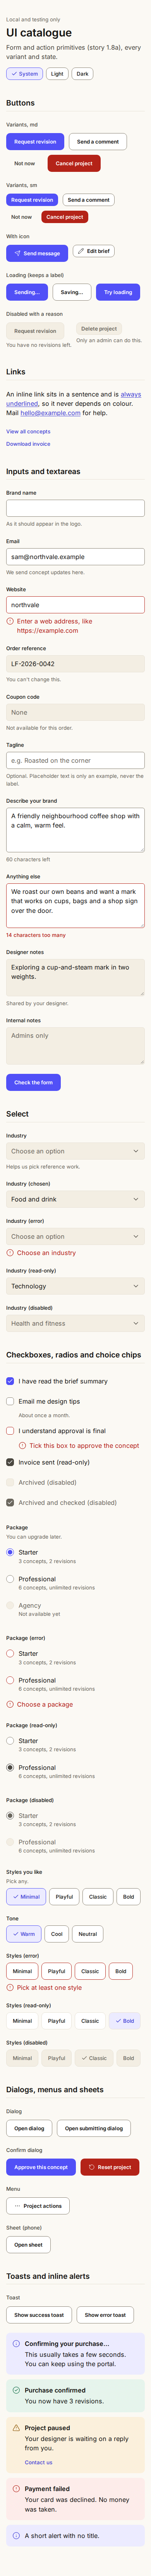 Local and testing only
UI catalogue
Form and action primitives (story 1.8a), every
variant and state.
System Light Dark
Buttons
Variants, md
Request revision Send a comment
Not now Cancel project
Variants, sm
Request revision Send a comment
Not now Cancel project
With icon
Send message Edit brief
Loading (keeps a label)
Sending... Saving... Try loading
Disabled with a reason
Request revision Delete project
You have no revisions left. Only an admin can do this.
Links
An inline link sits in a sentence and is always
underlined, so it never depends on colour.
Mail hello@example.com for help.
View all concepts
Download invoice
Inputs and textareas
Brand name
As it should appear in the logo.
Email
sam@northvale.example
We send concept updates here.
Website
northvale
Enter a web address, like
https://example.com
Order reference
LF-2026-0042
You can't change this.
Coupon code
None
Not available for this order.
Tagline
e.g. Roasted on the corner
Optional. Placeholder text is only an example, never the
label.
Describe your brand
A friendly neighbourhood coffee shop with
a calm, warm feel.
60 characters left
Anything else
We roast our own beans and want a mark
that works on cups, bags and a shop sign
over the door.
14 characters too many
Designer notes
Exploring a cup-and-steam mark in two
weights.
Shared by your designer.
Internal notes
Admins only
Check the form
Select
Industry
Choose an option
Helps us pick reference work.
Industry (chosen)
Food and drink
Industry (error)
Choose an option
Choose an industry
Industry (read-only)
Technology
Industry (disabled)
Health and fitness
Checkboxes, radios and choice chips
I have read the brief summary
Email me design tips
About once a month.
I understand approval is final
Tick this box to approve the concept
Invoice sent (read-only)
Archived (disabled)
Archived and checked (disabled)
Package
You can upgrade later.
Starter
3 concepts, 2 revisions
Professional
6 concepts, unlimited revisions
Agency
Not available yet
Package (error)
Starter
3 concepts, 2 revisions
Professional
6 concepts, unlimited revisions
Choose a package
Package (read-only)
Starter
3 concepts, 2 revisions
Professional
6 concepts, unlimited revisions
Package (disabled)
Starter
3 concepts, 2 revisions
Professional
6 concepts, unlimited revisions
Styles you like
Pick any.
Minimal Playful Classic Bold
Tone
Warm Cool Neutral
Styles (error)
Minimal Playful Classic Bold
Pick at least one style
Styles (read-only)
Minimal Playful Classic Bold
Styles (disabled)
Minimal Playful Classic Bold
Dialogs, menus and sheets
Dialog
Open dialog Open submitting dialog
Confirm dialog
Approve this concept Reset project
Menu
Project actions
Sheet (phone)
Open sheet
Toasts and inline alerts
Toast
Show success toast Show error toast
Confirming your purchase...
This usually takes a few seconds.
You can keep using the portal.
Purchase confirmed
You now have 3 revisions.
Project paused
Your designer is waiting on a reply
from you.
Contact us
Payment failed
Your card was declined. No money
was taken.
A short alert with no title.